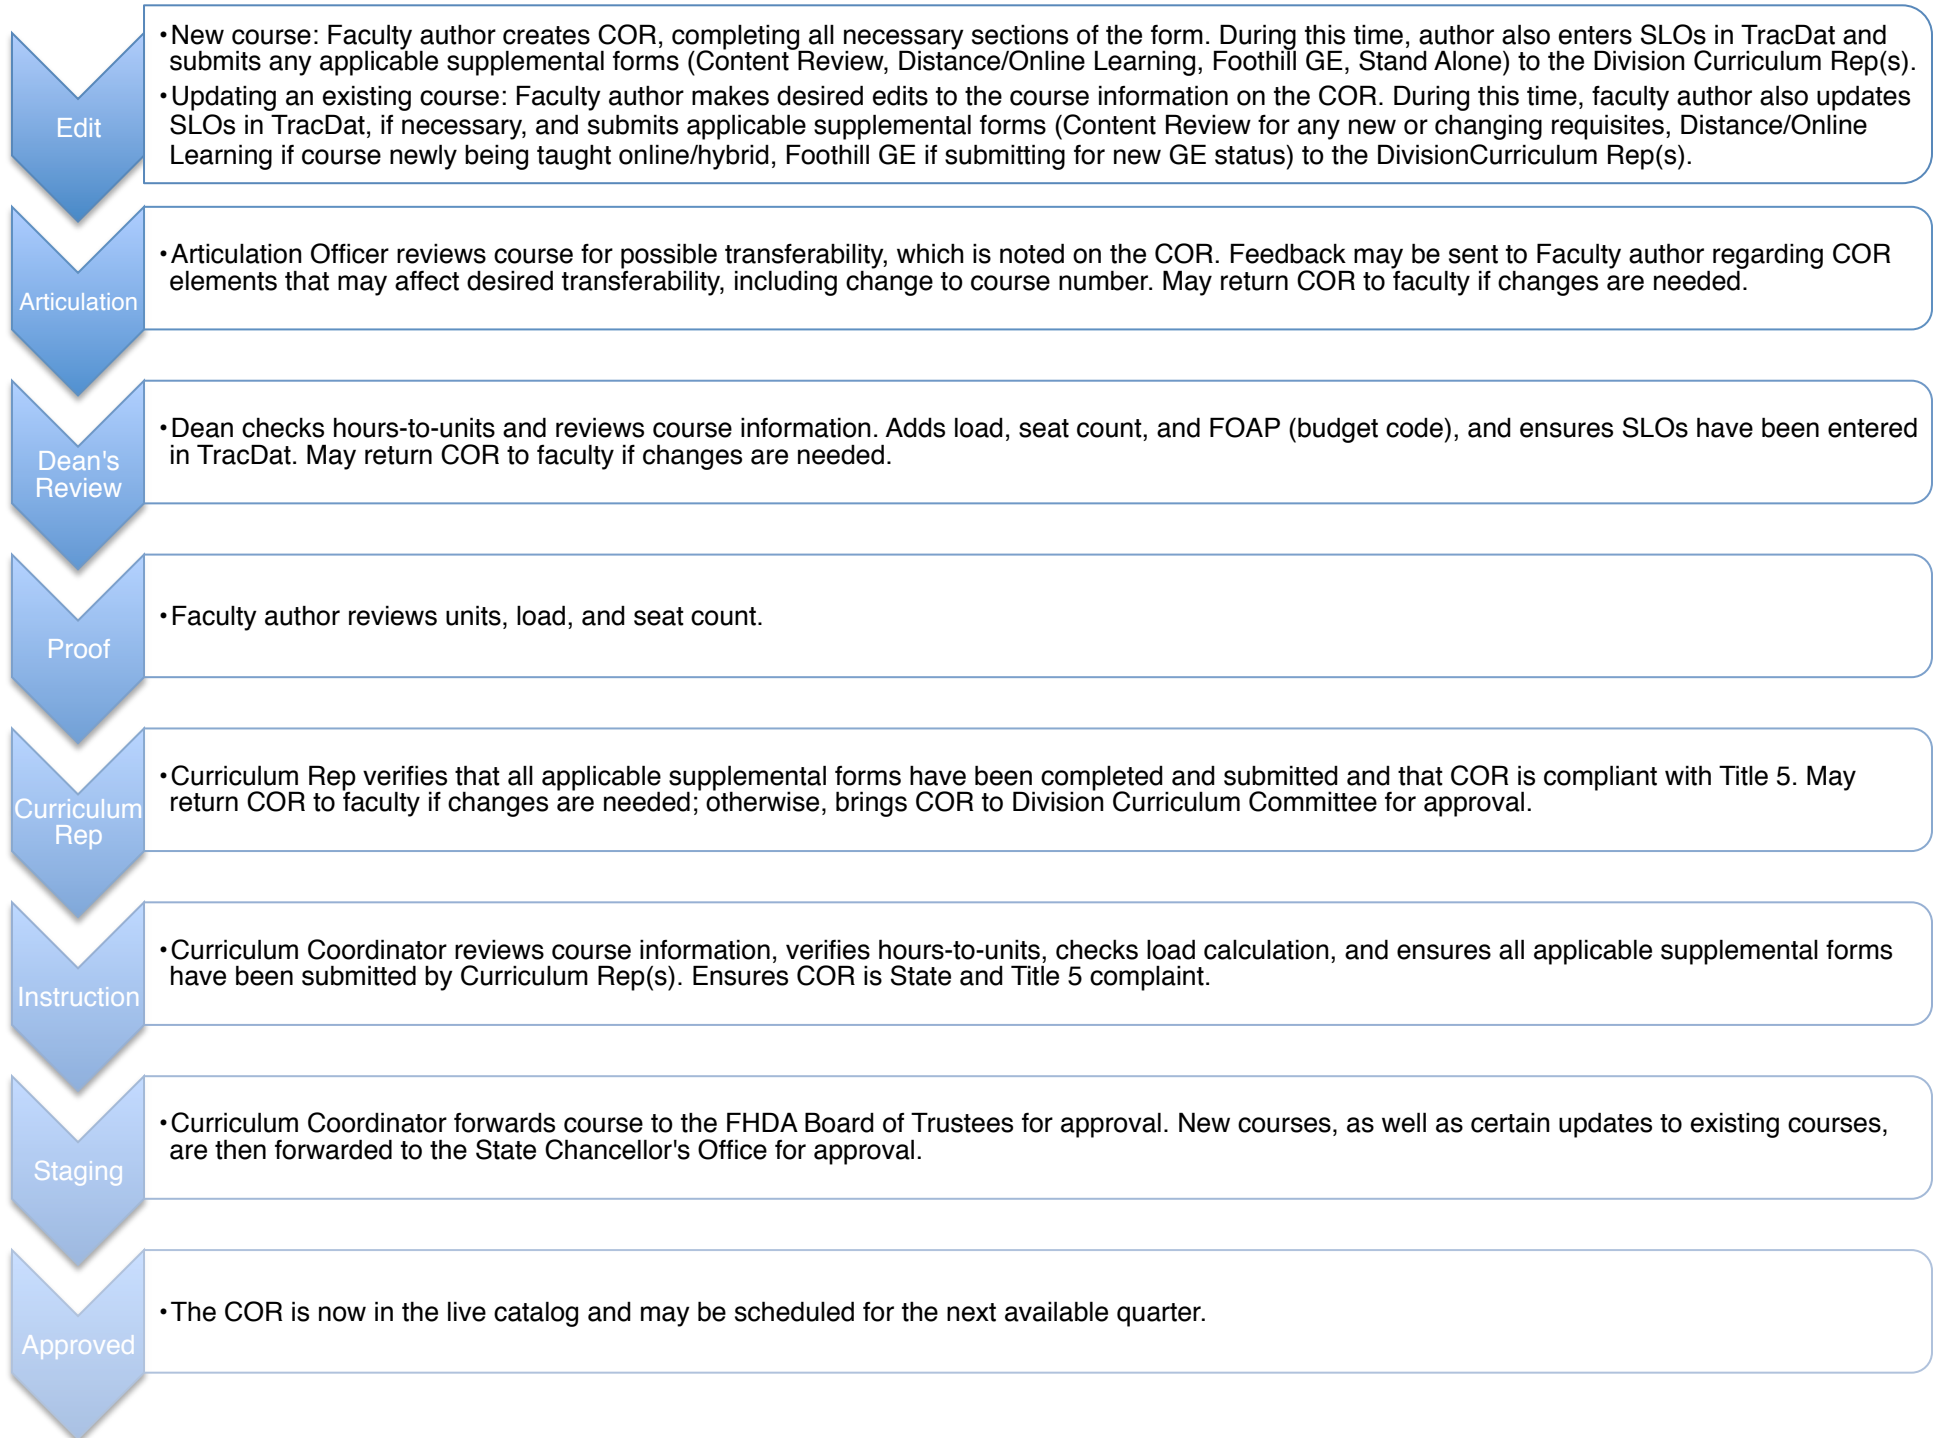 Edit
•New course: Faculty author creates COR, completing all necessary sections of the form. During this time, author also enters SLOs in TracDat and
submits any applicable supplemental forms (Content Review, Distance/Online Learning, Foothill GE, Stand Alone) to the Division Curriculum Rep(s).
•Updating an existing course: Faculty author makes desired edits to the course information on the COR. During this time, faculty author also updates
SLOs in TracDat, if necessary, and submits applicable supplemental forms (Content Review for any new or changing requisites, Distance/Online
Learning if course newly being taught online/hybrid, Foothill GE if submitting for new GE status) to the DivisionCurriculum Rep(s).
Articulation
•Articulation Officer reviews course for possible transferability, which is noted on the COR. Feedback may be sent to Faculty author regarding COR
elements that may affect desired transferability, including change to course number. May return COR to faculty if changes are needed.
Dean's
Review
•Dean checks hours-to-units and reviews course information. Adds load, seat count, and FOAP (budget code), and ensures SLOs have been entered
in TracDat. May return COR to faculty if changes are needed.
Proof
•Faculty author reviews units, load, and seat count.
Curriculum
Rep
•Curriculum Rep verifies that all applicable supplemental forms have been completed and submitted and that COR is compliant with Title 5. May
return COR to faculty if changes are needed; otherwise, brings COR to Division Curriculum Committee for approval.
Instruction
•Curriculum Coordinator reviews course information, verifies hours-to-units, checks load calculation, and ensures all applicable supplemental forms
have been submitted by Curriculum Rep(s). Ensures COR is State and Title 5 complaint.
Staging
•Curriculum Coordinator forwards course to the FHDA Board of Trustees for approval. New courses, as well as certain updates to existing courses,
are then forwarded to the State Chancellor's Office for approval.
Approved
•The COR is now in the live catalog and may be scheduled for the next available quarter.